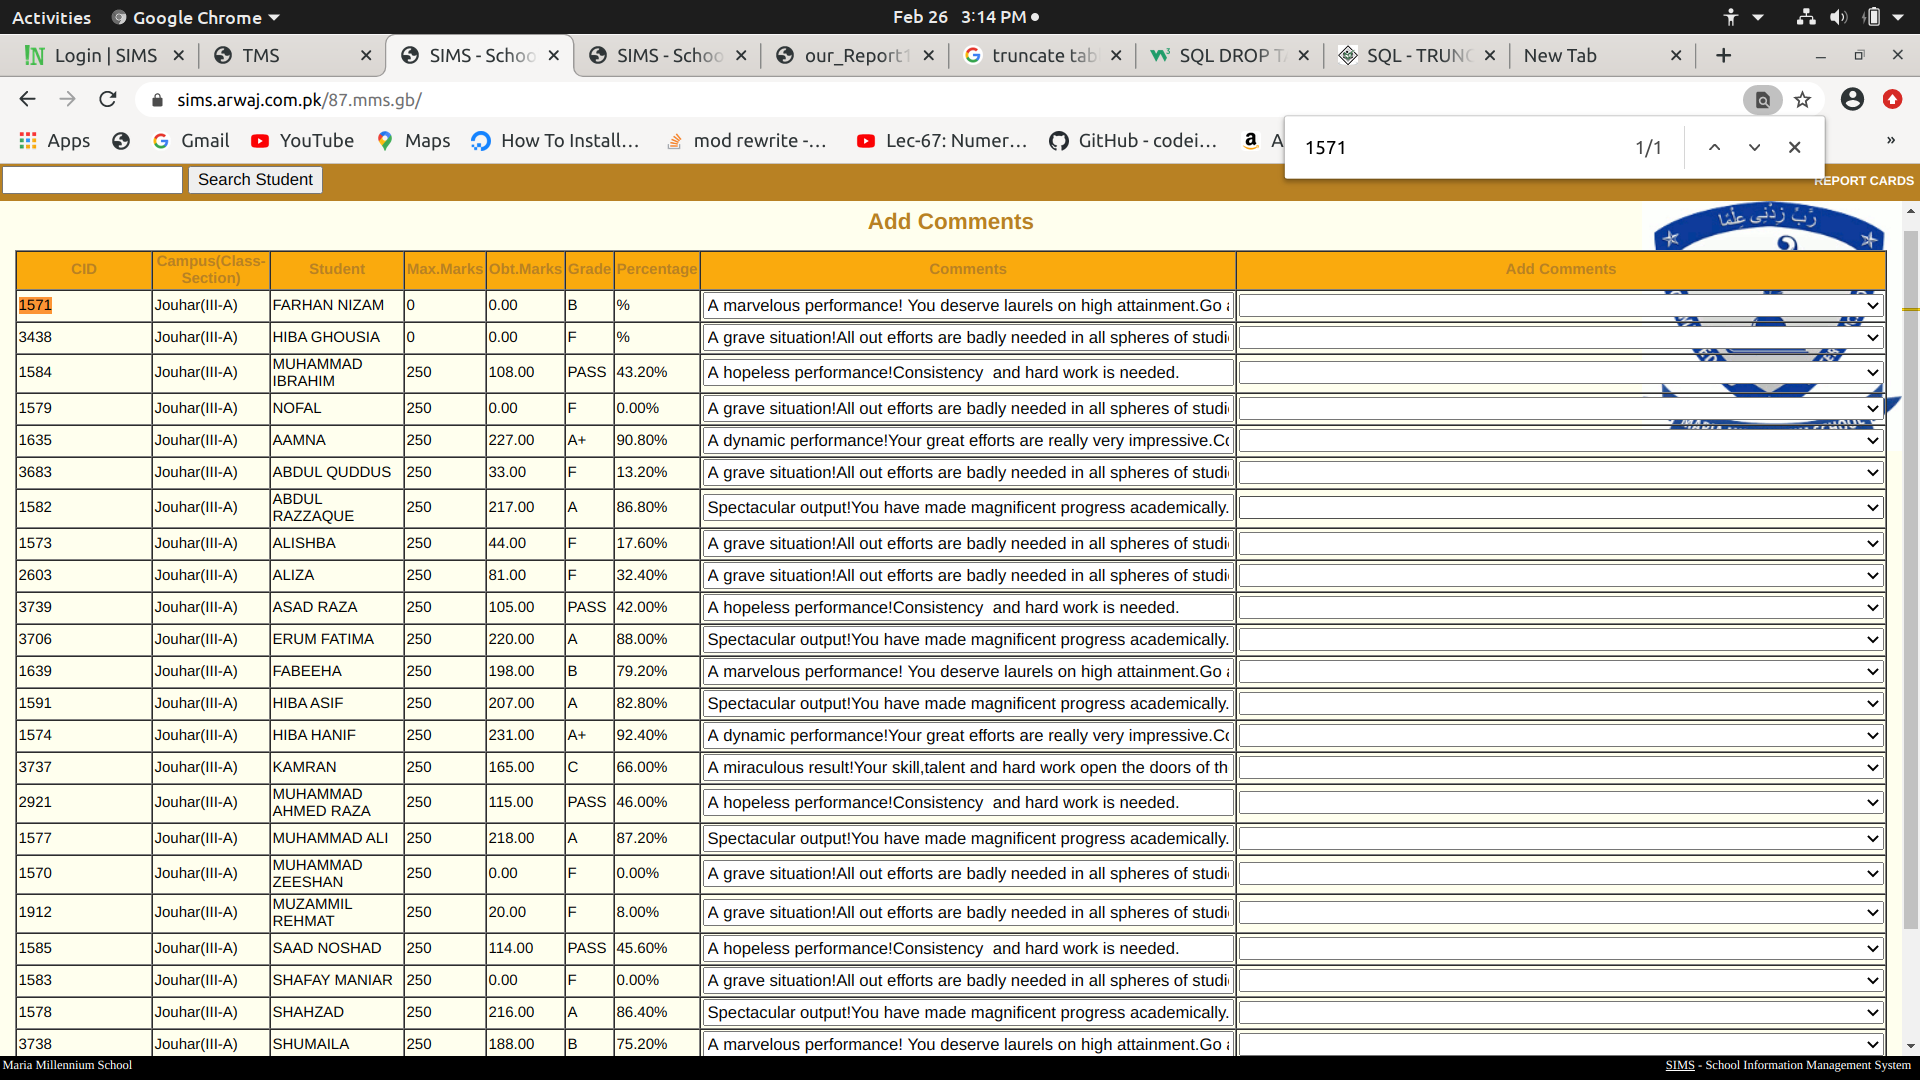 Activities Google Chrome Feb 26 3:14 PM
Login | SIMS TMS SIMS - Schoo SIMS - Schoo our_Report1 truncate tab SQL DROP TA SQL - TRUNC New Tab
sims.arwaj.com.pk/87.mms.gb/
Apps Gmail YouTube Maps How To Install... mod rewrite -... Lec-67: Numer... GitHub - codei... A »
1571 1/1
Search Student REPORT CARDS
Add Comments
رَّبِّ زِدْنِی عِلْمًا
CID Campus(Class-Section) Student Max.Marks Obt.Marks Grade Percentage Comments Add Comments
1571 Jouhar(III-A) FARHAN NIZAM 0 0.00 B % A marvelous performance! You deserve laurels on high attainment.Go a
3438 Jouhar(III-A) HIBA GHOUSIA 0 0.00 F % A grave situation!All out efforts are badly needed in all spheres of studi
1584 Jouhar(III-A) MUHAMMAD IBRAHIM 250 108.00 PASS 43.20% A hopeless performance!Consistency  and hard work is needed.
1579 Jouhar(III-A) NOFAL 250 0.00 F 0.00% A grave situation!All out efforts are badly needed in all spheres of studi
1635 Jouhar(III-A) AAMNA 250 227.00 A+ 90.80% A dynamic performance!Your great efforts are really very impressive.Co
3683 Jouhar(III-A) ABDUL QUDDUS 250 33.00 F 13.20% A grave situation!All out efforts are badly needed in all spheres of studi
1582 Jouhar(III-A) ABDUL RAZZAQUE 250 217.00 A 86.80% Spectacular output!You have made magnificent progress academically.
1573 Jouhar(III-A) ALISHBA 250 44.00 F 17.60% A grave situation!All out efforts are badly needed in all spheres of studi
2603 Jouhar(III-A) ALIZA 250 81.00 F 32.40% A grave situation!All out efforts are badly needed in all spheres of studi
3739 Jouhar(III-A) ASAD RAZA 250 105.00 PASS 42.00% A hopeless performance!Consistency  and hard work is needed.
3706 Jouhar(III-A) ERUM FATIMA 250 220.00 A 88.00% Spectacular output!You have made magnificent progress academically.
1639 Jouhar(III-A) FABEEHA 250 198.00 B 79.20% A marvelous performance! You deserve laurels on high attainment.Go a
1591 Jouhar(III-A) HIBA ASIF 250 207.00 A 82.80% Spectacular output!You have made magnificent progress academically.
1574 Jouhar(III-A) HIBA HANIF 250 231.00 A+ 92.40% A dynamic performance!Your great efforts are really very impressive.Co
3737 Jouhar(III-A) KAMRAN 250 165.00 C 66.00% A miraculous result!Your skill,talent and hard work open the doors of th
2921 Jouhar(III-A) MUHAMMAD AHMED RAZA 250 115.00 PASS 46.00% A hopeless performance!Consistency  and hard work is needed.
1577 Jouhar(III-A) MUHAMMAD ALI 250 218.00 A 87.20% Spectacular output!You have made magnificent progress academically.
1570 Jouhar(III-A) MUHAMMAD ZEESHAN 250 0.00 F 0.00% A grave situation!All out efforts are badly needed in all spheres of studi
1912 Jouhar(III-A) MUZAMMIL REHMAT 250 20.00 F 8.00% A grave situation!All out efforts are badly needed in all spheres of studi
1585 Jouhar(III-A) SAAD NOSHAD 250 114.00 PASS 45.60% A hopeless performance!Consistency  and hard work is needed.
1583 Jouhar(III-A) SHAFAY MANIAR 250 0.00 F 0.00% A grave situation!All out efforts are badly needed in all spheres of studi
1578 Jouhar(III-A) SHAHZAD 250 216.00 A 86.40% Spectacular output!You have made magnificent progress academically.
3738 Jouhar(III-A) SHUMAILA 250 188.00 B 75.20% A marvelous performance! You deserve laurels on high attainment.Go a
Maria Millennium School SIMS - School Information Management System